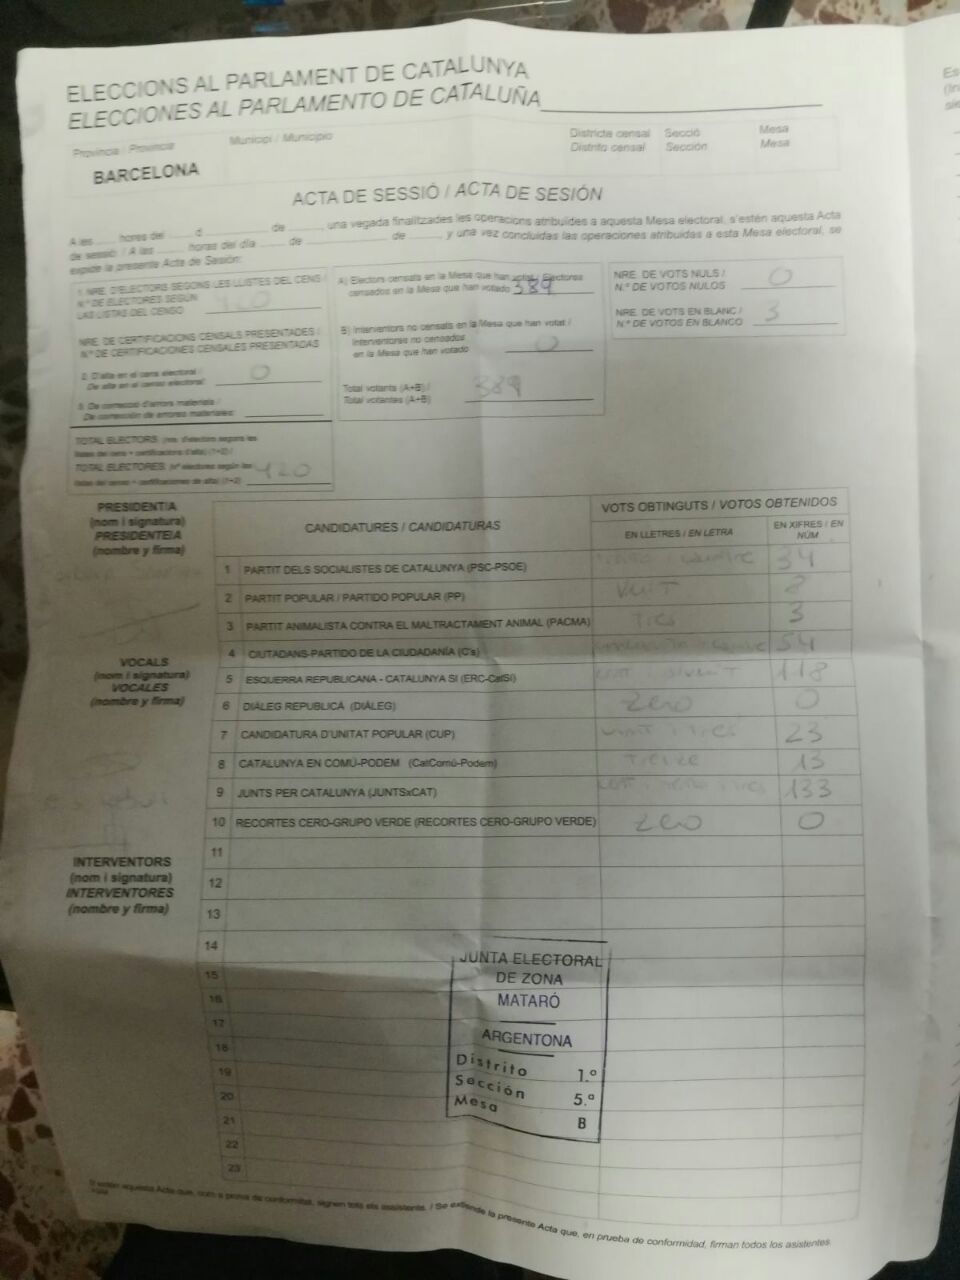 ELECCIONS AL PARLAMENT DE CATALUNYA
ELECCIONES AL PARLAMENTO DE CATALUÑA
Provincia / Provincia
Municipi / Municipio
Districte censal Secció Mesa
Distrito censal Sección Mesa
BARCELONA
ACTA DE SESSIÓ / ACTA DE SESIÓN
A les hores del d de , una vegada finalitzades les operacions atribuïdes a aquesta Mesa electoral, s'estén aquesta Acta
de sessió / A las horas del día de de , y una vez concluidas las operaciones atribuidas a esta Mesa electoral, se
expide la presente Acta de Sesión:
1. NRE. D'ELECTORS SEGONS LES LLISTES DEL CENS /
N.º DE ELECTORES SEGÚN
LAS LISTAS DEL CENSO
NRE. DE CERTIFICACIONS CENSALS PRESENTADES /
N.º DE CERTIFICACIONES CENSALES PRESENTADAS
2. D'alta en el cens electoral /
De alta en el censo electoral: 0
3. De correcció d'errors materials /
De corrección de errores materiales:
TOTAL ELECTORS (nre. d'electors segons les
llistes del cens + certificacions d'alta) (1+2) /
TOTAL ELECTORES (Nº electores según las
listas del censo + certificaciones de alta) (1+2) 420
A) Electors censats en la Mesa que han votat / Electores
censados en la Mesa que han votado 389
B) Interventors no censats en la Mesa que han votat /
Interventores no censados
en la Mesa que han votado 0
Total votants (A+B) /
Total votantes (A+B) 389
NRE. DE VOTS NULS /
N.º DE VOTOS NULOS 0
NRE. DE VOTS EN BLANC /
N.º DE VOTOS EN BLANCO 3
PRESIDENTIA
(nom i signatura)
PRESIDENTEIA
(nombre y firma)
VOCALS
(nom i signatura)
VOCALES
(nombre y firma)
INTERVENTORS
(nom i signatura)
INTERVENTORES
(nombre y firma)
CANDIDATURES / CANDIDATURAS
VOTS OBTINGUTS / VOTOS OBTENIDOS
EN LLETRES / EN LETRA
EN XIFRES / EN
NÚM
1 PARTIT DELS SOCIALISTES DE CATALUNYA (PSC-PSOE) 34
2 PARTIT POPULAR / PARTIDO POPULAR (PP) vuit 8
3 PARTIT ANIMALISTA CONTRA EL MALTRACTAMENT ANIMAL (PACMA) Tres 3
4 CIUTADANS-PARTIDO DE LA CIUDADANÍA (C's) 54
5 ESQUERRA REPUBLICANA - CATALUNYA SI (ERC-CatSí) 118
6 DIÀLEG REPUBLICÀ (DIÀLEG) Zero 0
7 CANDIDATURA D'UNITAT POPULAR (CUP) vint i tres 23
8 CATALUNYA EN COMÚ-PODEM (CatComú-Podem) Tretze 13
9 JUNTS PER CATALUNYA (JUNTSxCAT) 133
10 RECORTES CERO-GRUPO VERDE (RECORTES CERO-GRUPO VERDE) Zero 0
11
12
13
14
15
16
17
18
19
20
21
22
23
JUNTA ELECTORAL
DE ZONA
MATARÓ
ARGENTONA
Distrito 1.º
Sección 5.ª
Mesa B
S'estén aquesta Acta que, com a prova de conformitat, signen tots els assistents. / Se extiende la presente Acta que, en prueba de conformidad, firman todos los asistentes.